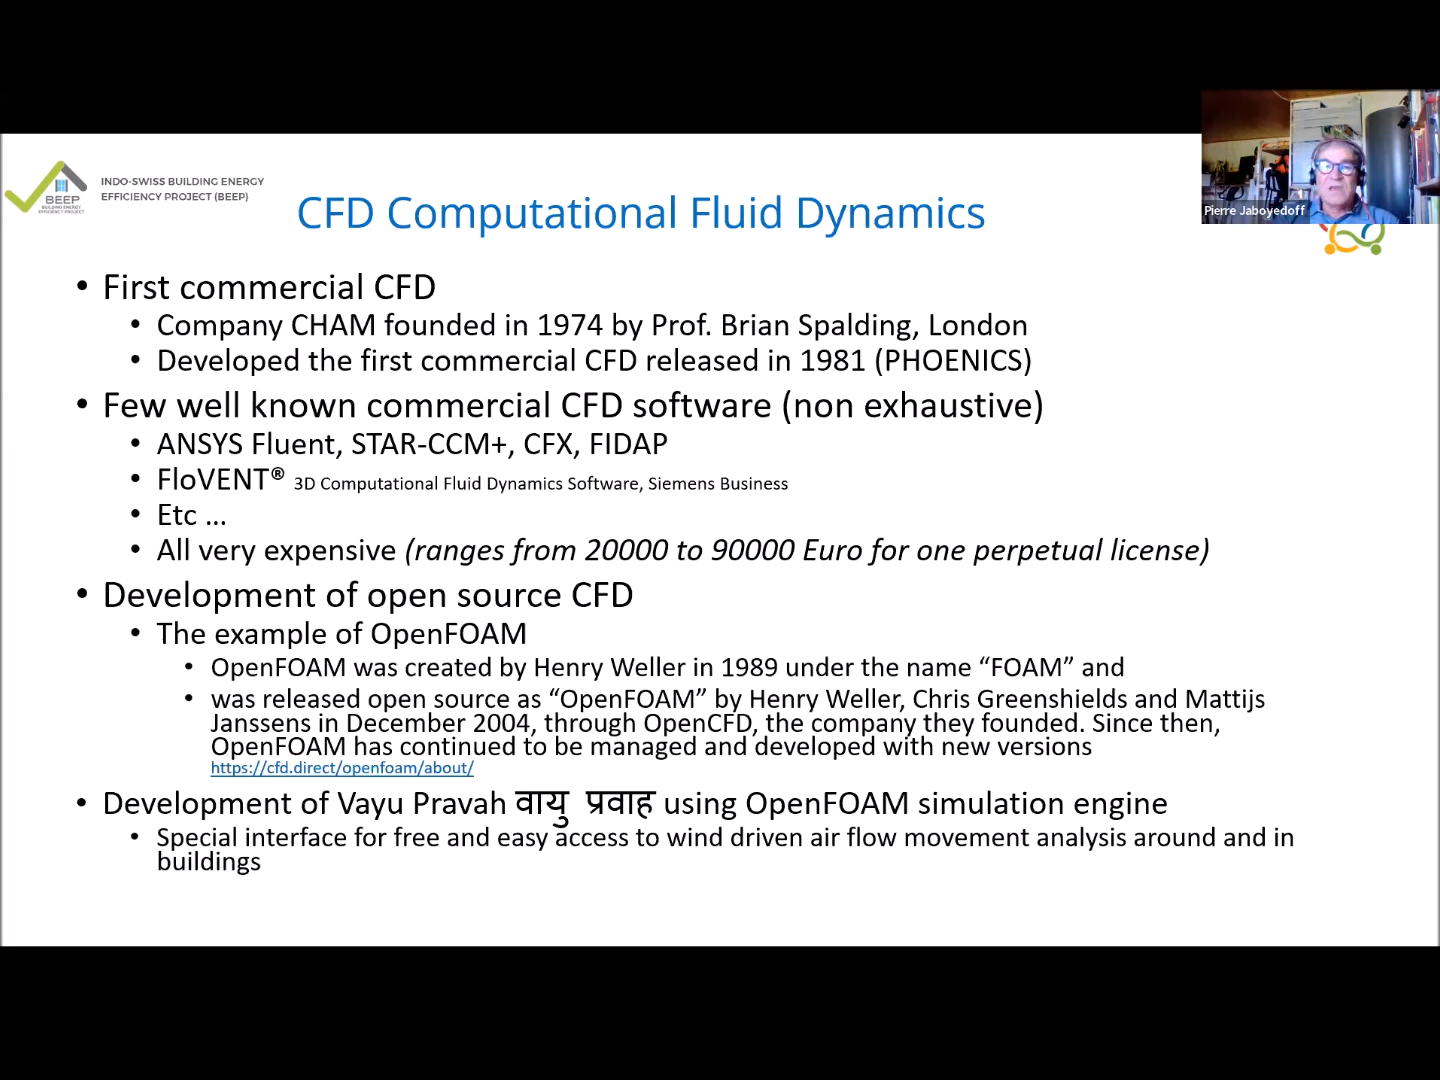 INDO-SWISS BUILDING ENERGY
EFFICIENCY PROJECT (BEEP)
BEEP
BUILDING ENERGY
EFFICIENCY PROJECT
CFD Computational Fluid Dynamics
Pierre Jaboyedoff
• First commercial CFD
• Company CHAM founded in 1974 by Prof. Brian Spalding, London
• Developed the first commercial CFD released in 1981 (PHOENICS)
• Few well known commercial CFD software (non exhaustive)
• ANSYS Fluent, STAR-CCM+, CFX, FIDAP
• FloVENT® 3D Computational Fluid Dynamics Software, Siemens Business
• Etc ...
• All very expensive (ranges from 20000 to 90000 Euro for one perpetual license)
• Development of open source CFD
• The example of OpenFOAM
• OpenFOAM was created by Henry Weller in 1989 under the name “FOAM” and
• was released open source as “OpenFOAM” by Henry Weller, Chris Greenshields and Mattijs
Janssens in December 2004, through OpenCFD, the company they founded. Since then,
OpenFOAM has continued to be managed and developed with new versions
https://cfd.direct/openfoam/about/
• Development of Vayu Pravah वायु प्रवाह using OpenFOAM simulation engine
• Special interface for free and easy access to wind driven air flow movement analysis around and in
buildings